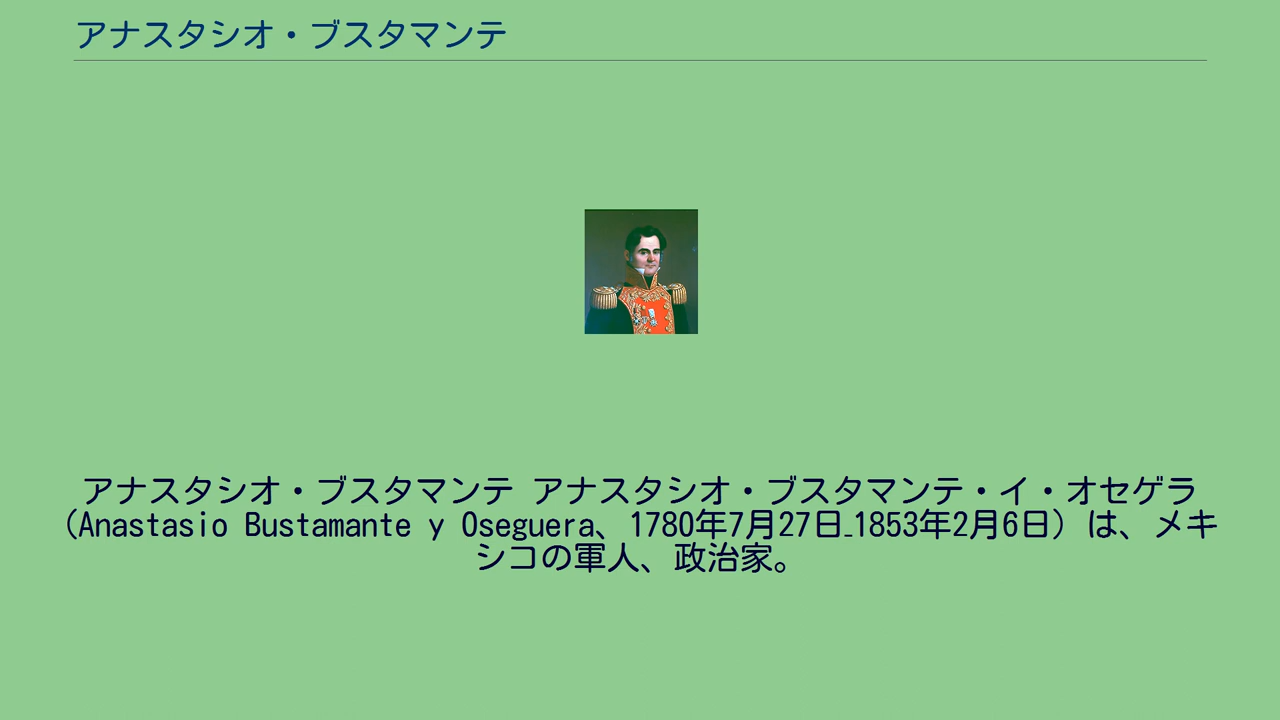 アナスタシオ・ブスタマンテ
アナスタシオ・ブスタマンテ アナスタシオ・ブスタマンテ・イ・オセゲラ
（Anastasio Bustamante y Oseguera、1780年7月27日-1853年2月6日）は、メキ
シコの軍人、政治家。